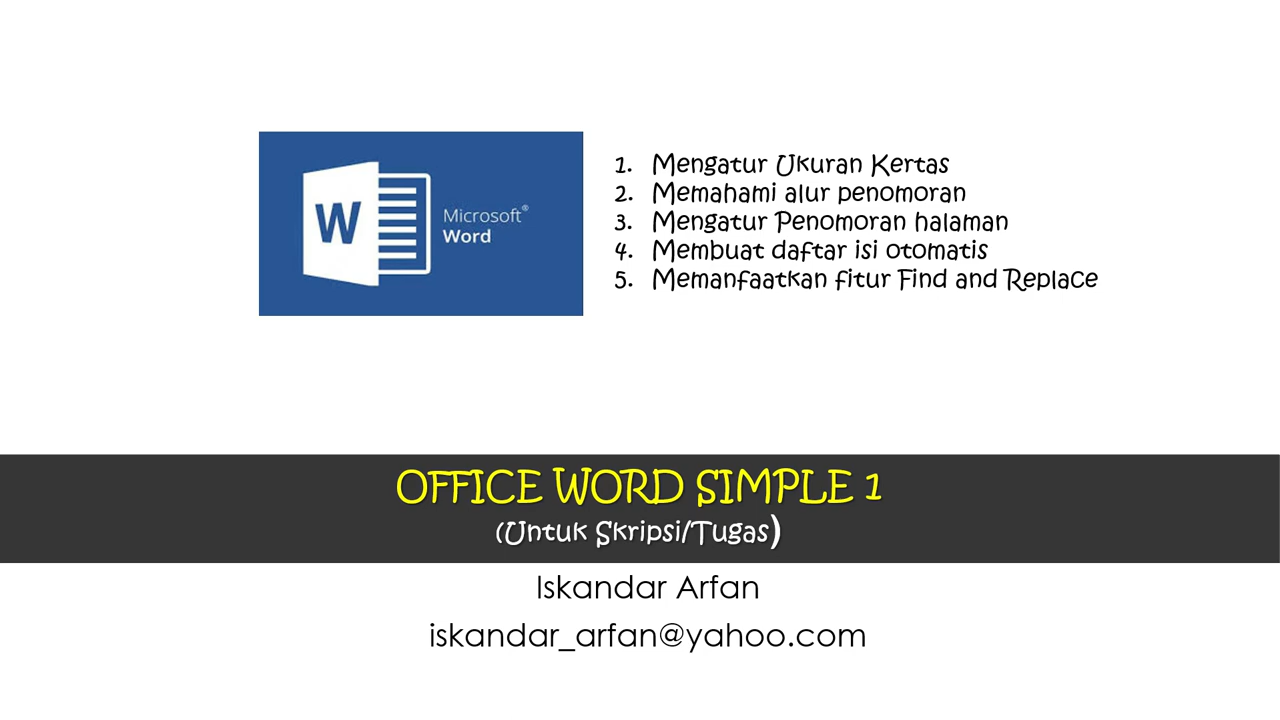 W
Microsoft®
Word
1. Mengatur Ukuran Kertas
2. Memahami alur penomoran
3. Mengatur Penomoran halaman
4. Membuat daftar isi otomatis
5. Memanfaatkan fitur Find and Replace
OFFICE WORD SIMPLE 1
(Untuk Skripsi/Tugas)
Iskandar Arfan
iskandar_arfan@yahoo.com